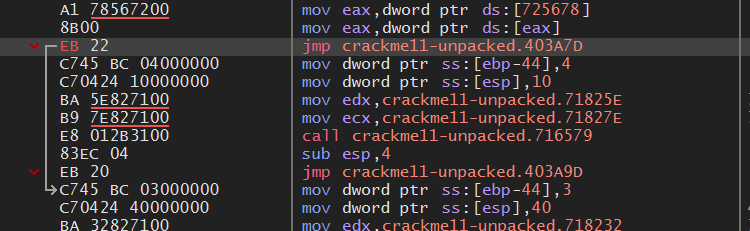 A1 78567200 mov eax,dword ptr ds:[725678]
8B00 mov eax,dword ptr ds:[eax]
EB 22 jmp crackme11-unpacked.403A7D
C745 BC 04000000 mov dword ptr ss:[ebp-44],4
C70424 10000000 mov dword ptr ss:[esp],10
BA 5E827100 mov edx,crackme11-unpacked.71825E
B9 7E827100 mov ecx,crackme11-unpacked.71827E
E8 012B3100 call crackme11-unpacked.716579
83EC 04 sub esp,4
EB 20 jmp crackme11-unpacked.403A9D
C745 BC 03000000 mov dword ptr ss:[ebp-44],3
C70424 40000000 mov dword ptr ss:[esp],40
BA 32827100 mov edx,crackme11-unpacked.718232